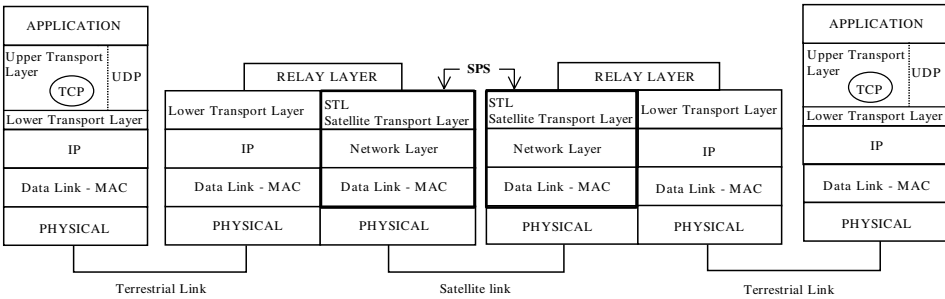 APPLICATION
Upper Transport
Layer
TCP
UDP
Lower Transport Layer
IP
Data Link - MAC
PHYSICAL
RELAY LAYER
Lower Transport Layer
IP
Data Link - MAC
PHYSICAL
STL
Satellite Transport Layer
Network Layer
Data Link - MAC
PHYSICAL
SPS
RELAY LAYER
STL
Satellite Transport Layer
Network Layer
Data Link - MAC
PHYSICAL
Lower Transport Layer
IP
Data Link - MAC
PHYSICAL
APPLICATION
Upper Transport
Layer
TCP
UDP
Lower Transport Layer
IP
Data Link - MAC
PHYSICAL
Terrestrial Link
Satellite link
Terrestrial Link